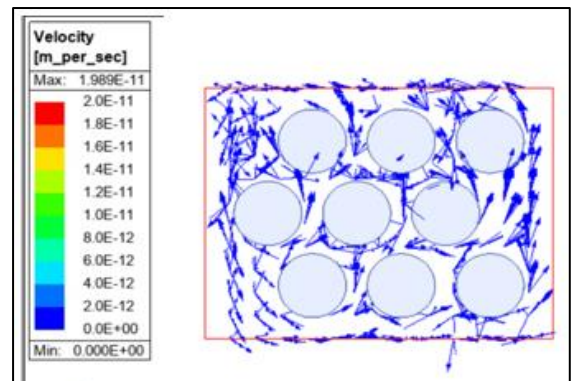 Velocity
[m_per_sec]
Max: 1.989E-11
2.0E-11
1.8E-11
1.6E-11
1.4E-11
1.2E-11
1.0E-11
8.0E-12
6.0E-12
4.0E-12
2.0E-12
0.0E+00
Min: 0.000E+00